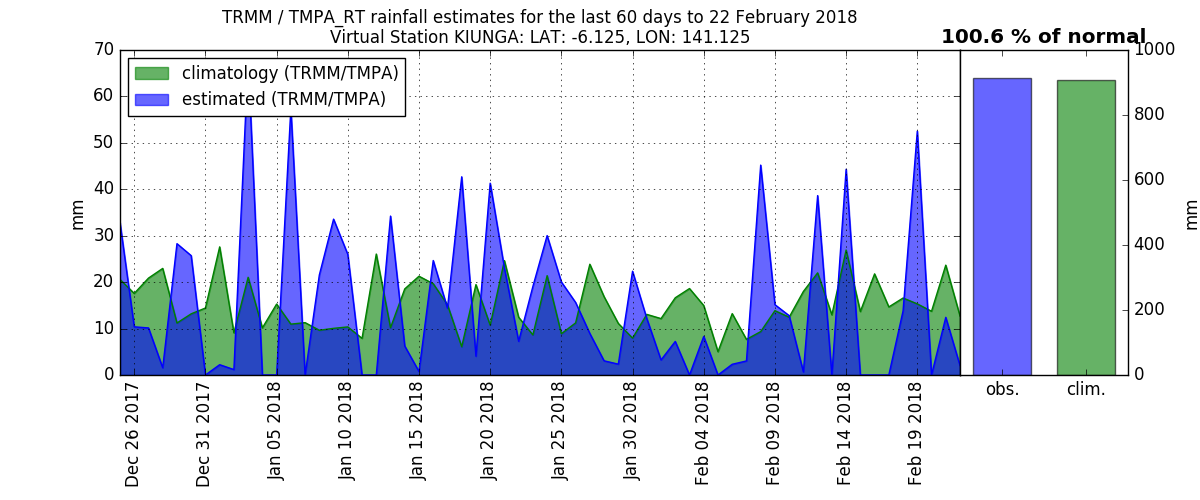 TRMM / TMPA_RT rainfall estimates for the last 60 days to 22 February 2018
Virtual Station KIUNGA: LAT: -6.125, LON: 141.125
100.6 % of normal
climatology (TRMM/TMPA)
estimated (TRMM/TMPA)
70
60
50
40
30
20
10
0
mm
Dec 26 2017
Dec 31 2017
Jan 05 2018
Jan 10 2018
Jan 15 2018
Jan 20 2018
Jan 25 2018
Jan 30 2018
Feb 04 2018
Feb 09 2018
Feb 14 2018
Feb 19 2018
obs.
clim.
1000
800
600
400
200
0
mm